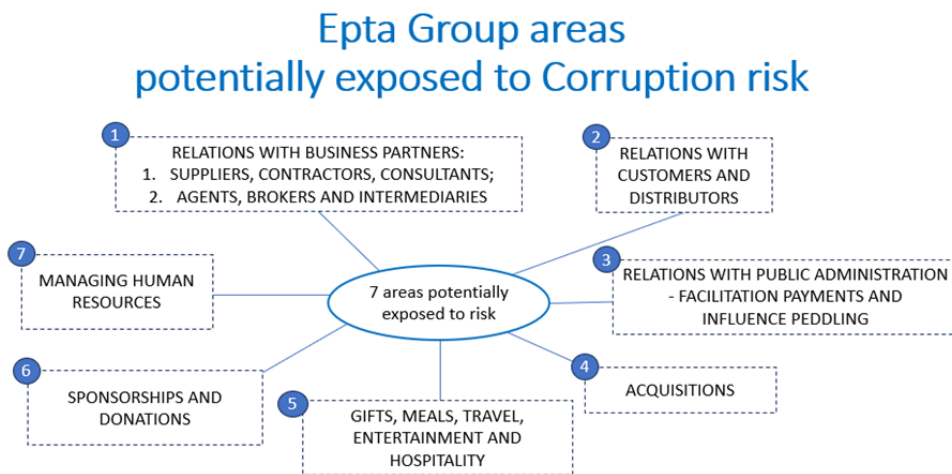 Epta Group areas
potentially exposed to Corruption risk
1
RELATIONS WITH BUSINESS PARTNERS:
1. SUPPLIERS, CONTRACTORS, CONSULTANTS;
2. AGENTS, BROKERS AND INTERMEDIARIES
2
RELATIONS WITH
CUSTOMERS AND
DISTRIBUTORS
3
RELATIONS WITH PUBLIC ADMINISTRATION
- FACILITATION PAYMENTS AND
INFLUENCE PEDDLING
4
ACQUISITIONS
5
GIFTS, MEALS, TRAVEL,
ENTERTAINMENT AND
HOSPITALITY
6
SPONSORSHIPS AND
DONATIONS
7
MANAGING HUMAN
RESOURCES
7 areas potentially
exposed to risk